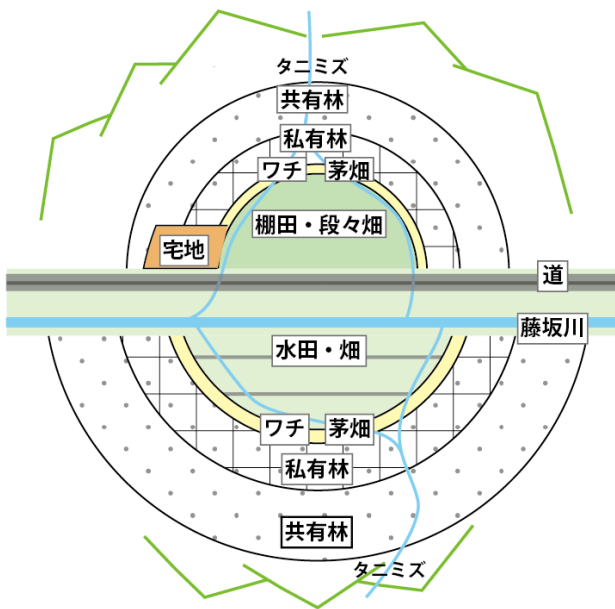 タニミズ
共有林
私有林
ワチ
茅畑
棚田・段々畑
宅地
道
藤坂川
水田・畑
ワチ
茅畑
私有林
共有林
タニミズ